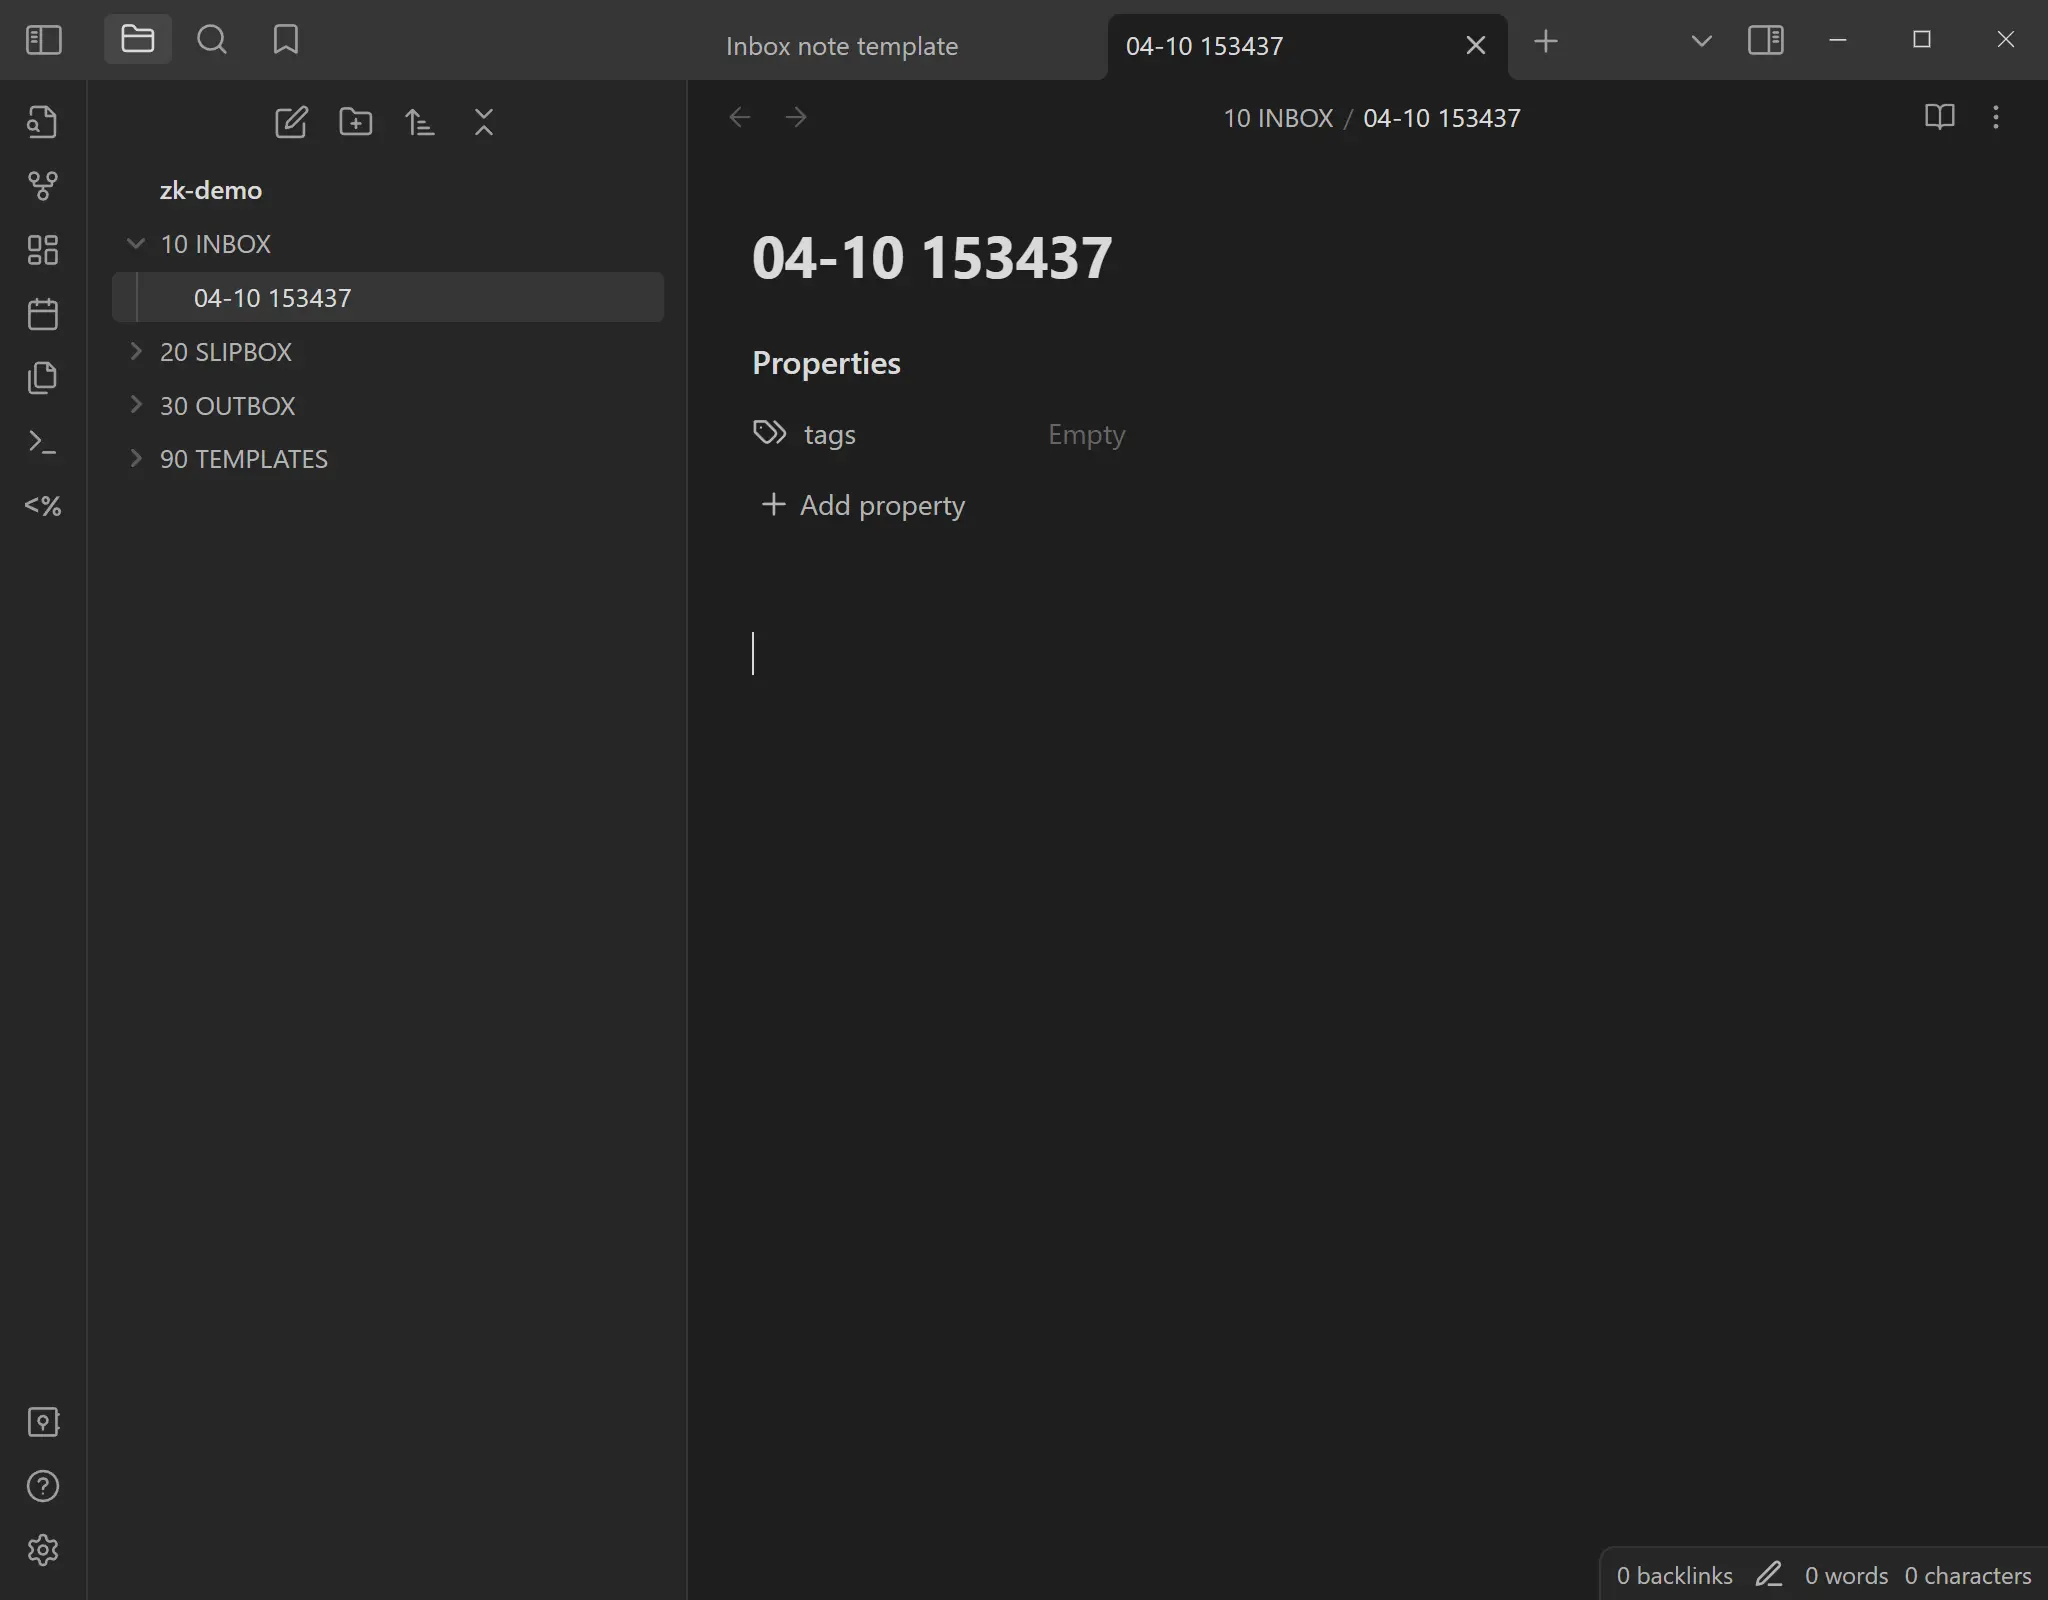 Inbox note template
04-10 153437
10 INBOX / 04-10 153437
zk-demo
10 INBOX
04-10 153437
20 SLIPBOX
30 OUTBOX
90 TEMPLATES
<%
04-10 153437
Properties
tags Empty
Add property
0 backlinks 0 words 0 characters